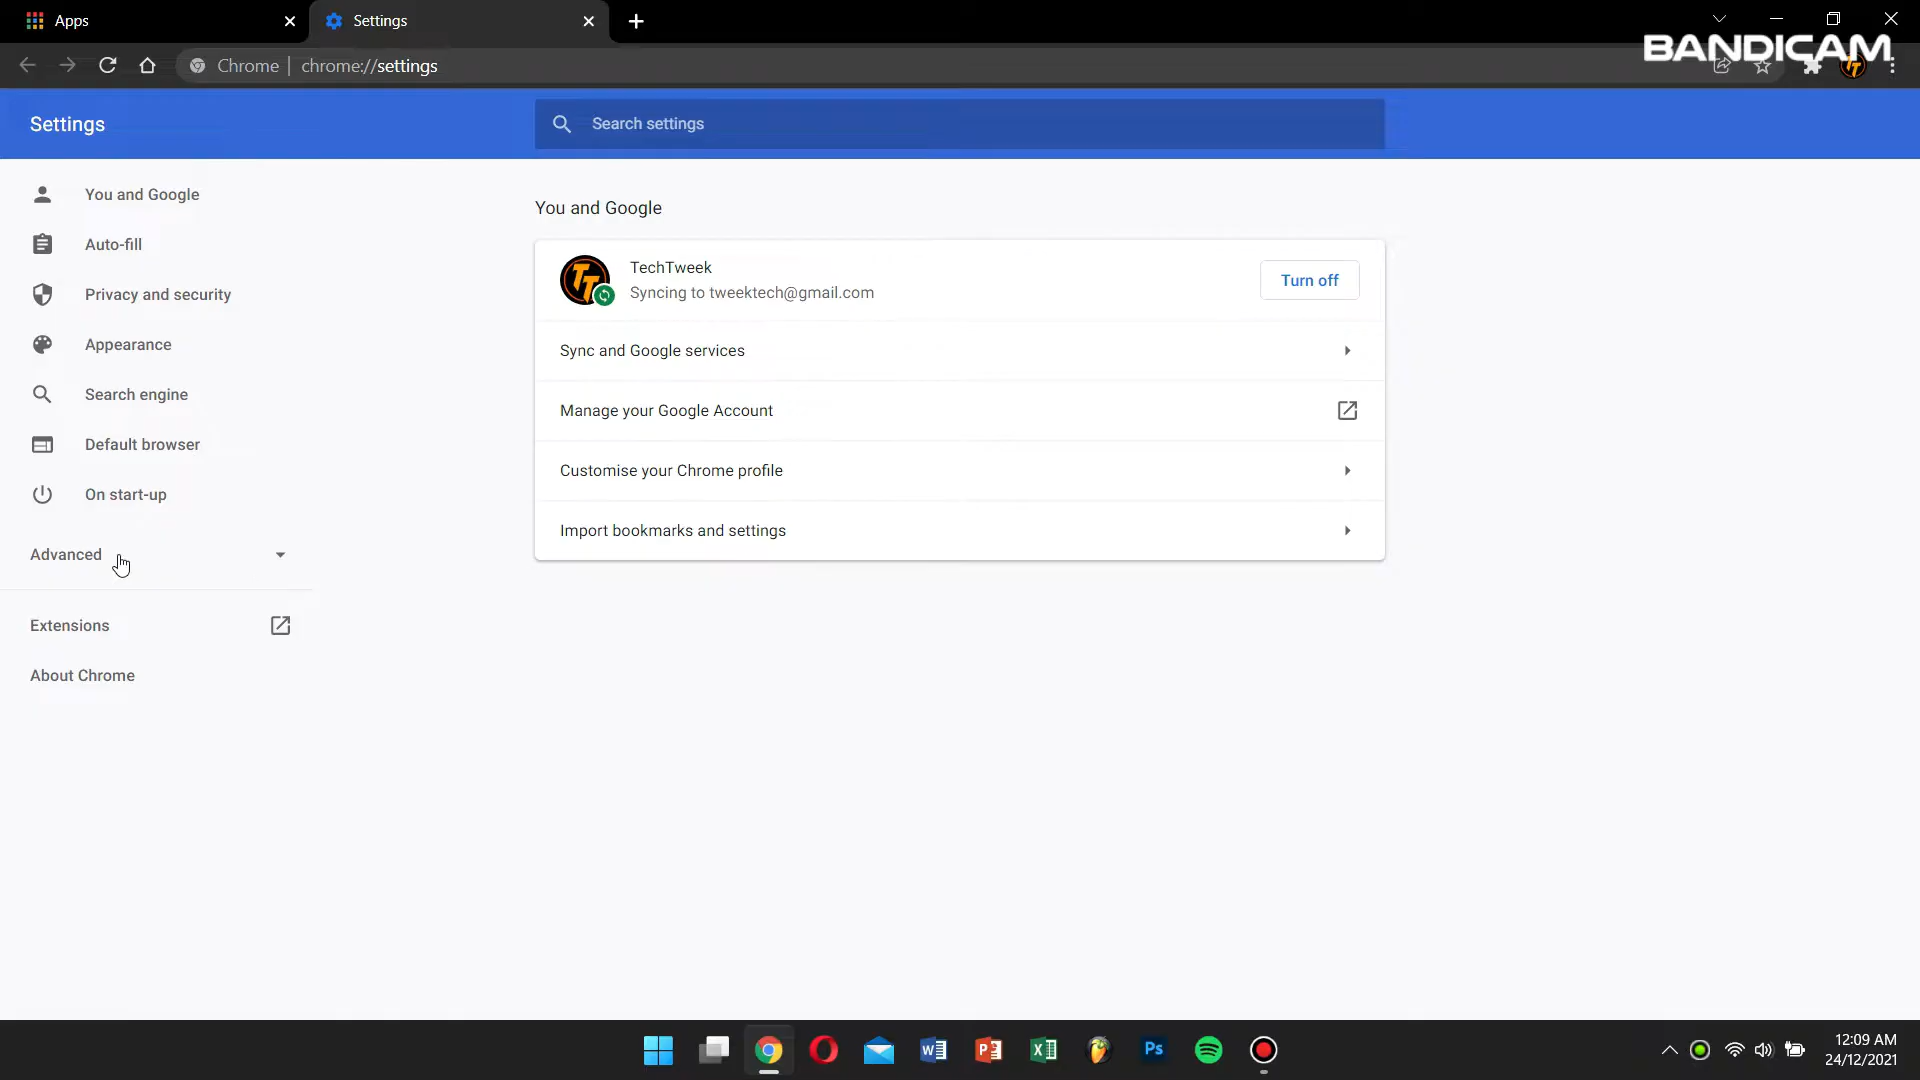 Apps
Settings
BANDICAM
Chrome | chrome://settings
Settings
Search settings
You and Google
Auto-fill
Privacy and security
Appearance
Search engine
Default browser
On start-up
Advanced
Extensions
About Chrome
You and Google
TechTweek
Syncing to tweektech@gmail.com
Turn off
Sync and Google services
Manage your Google Account
Customise your Chrome profile
Import bookmarks and settings
Ps
12:09 AM
24/12/2021